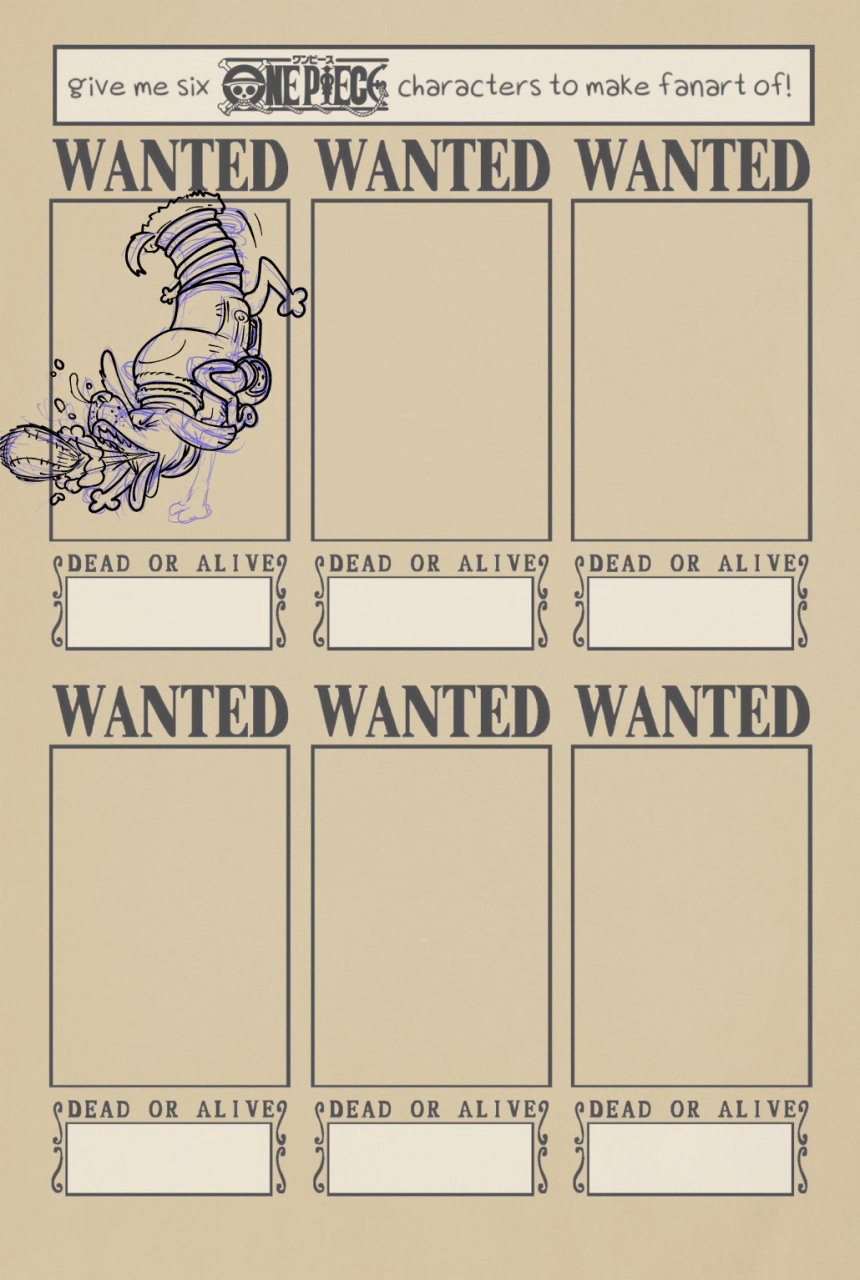 give me six ワンピース ONE PIECE characters to make fanart of!
WANTED WANTED WANTED
DEAD OR ALIVE DEAD OR ALIVE DEAD OR ALIVE
WANTED WANTED WANTED
DEAD OR ALIVE DEAD OR ALIVE DEAD OR ALIVE